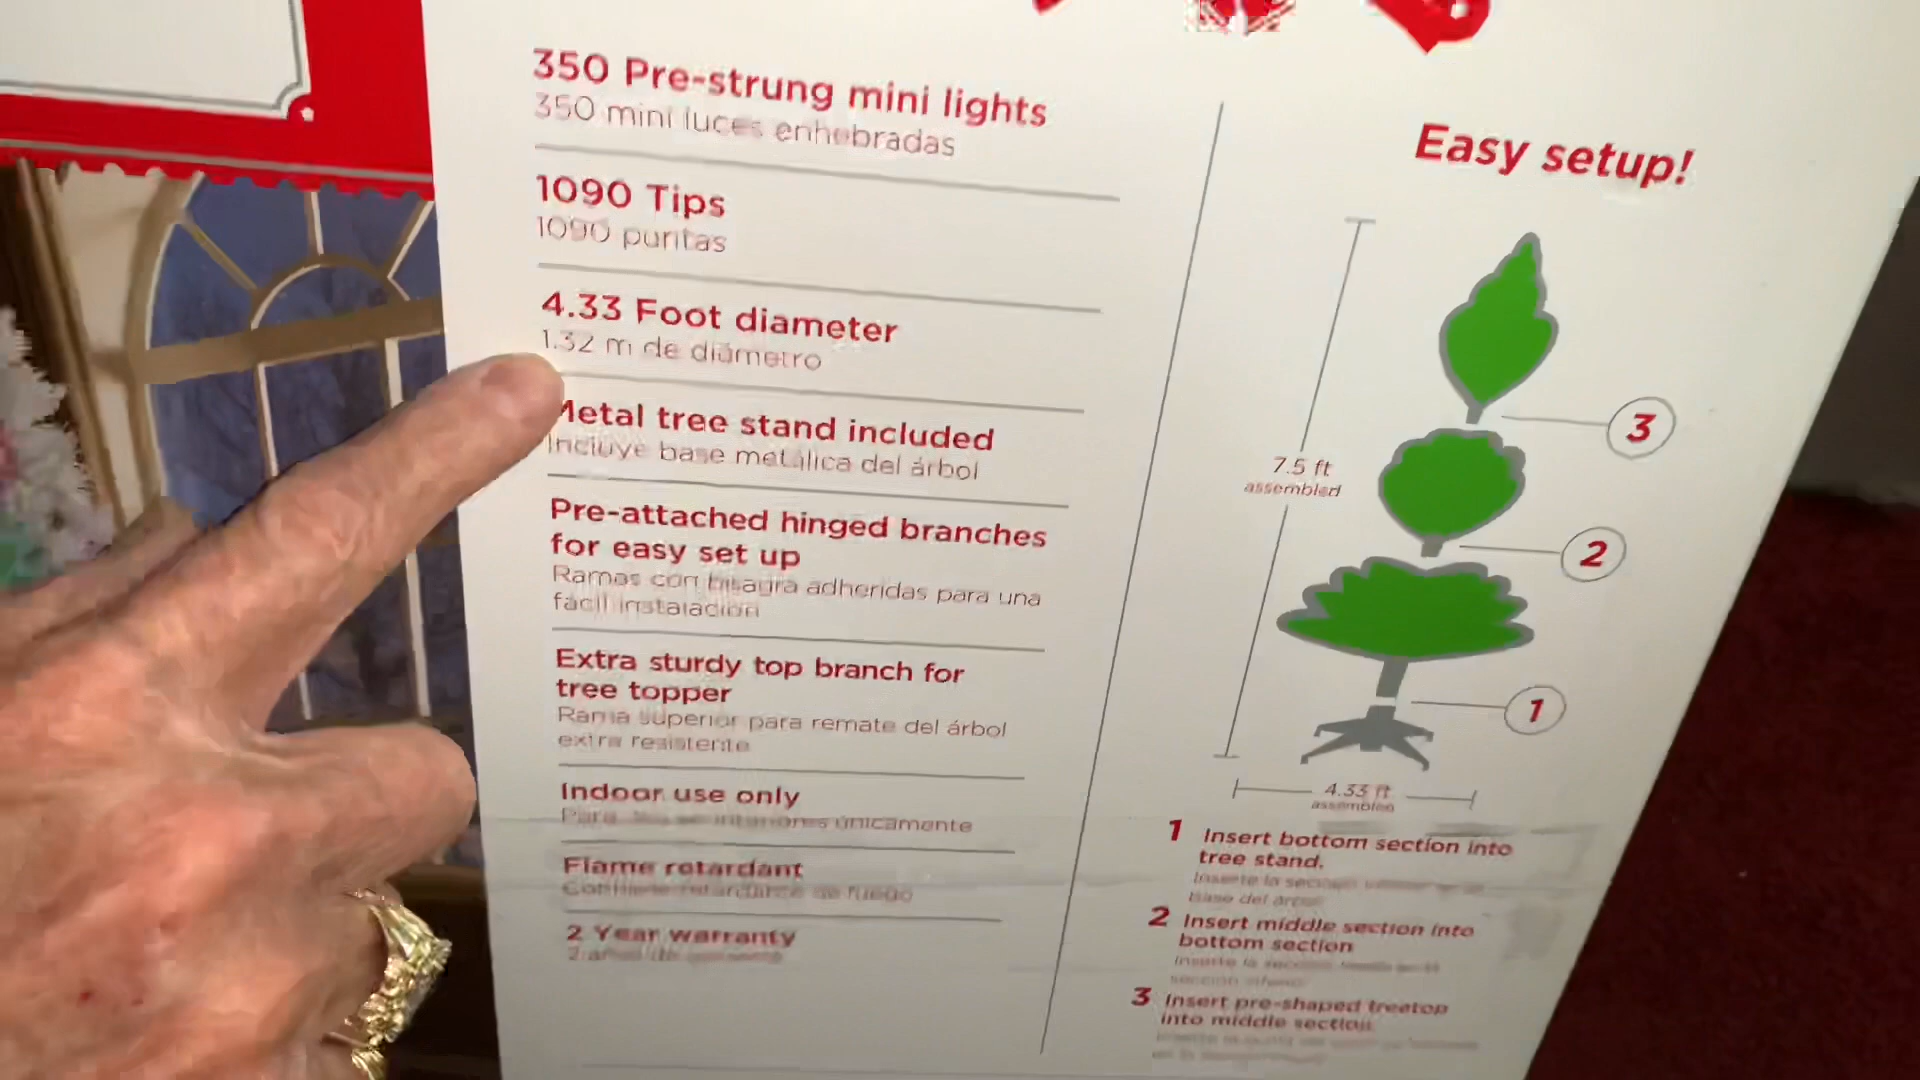 350 Pre-strung mini lights
350 mini luces enhebradas
1090 Tips
1090 puntas
4.33 Foot diameter
1.32 m de diámetro
Metal tree stand included
Incluye base metálica del árbol
Pre-attached hinged branches
for easy set up
Ramas con bisagra adheridas para una
fácil instalación
Extra sturdy top branch for
tree topper
Rama superior para remate del árbol
extra resistente
Indoor use only
únicamente
Flame retardant
de fuego
2 Year warranty
Easy setup!
3
7.5 ft
assembled
2
1
4.33 ft
assembled
1 Insert bottom section into
tree stand.
2 Insert middle section into
bottom section
3 Insert pre-shaped treetop
into middle section